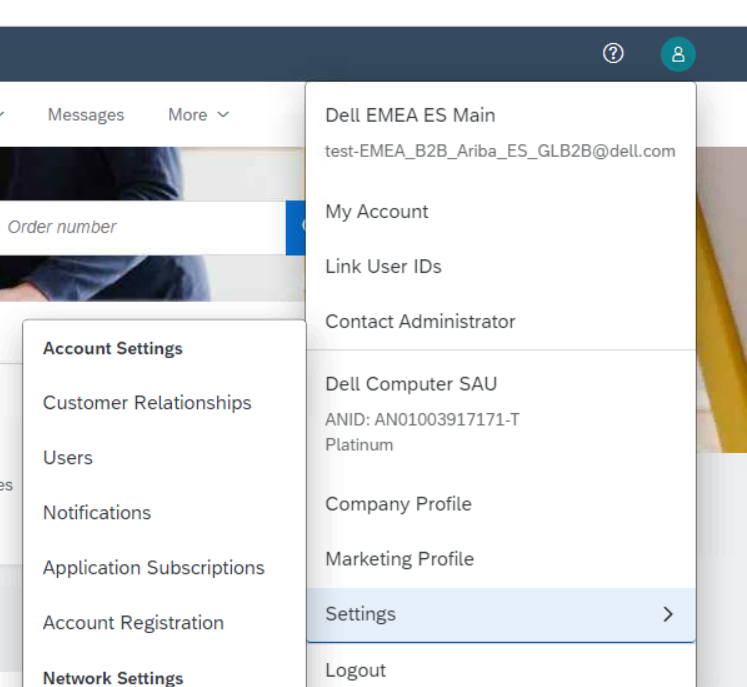 Messages
More
Order number
Dell EMEA ES Main
test-EMEA_B2B_Ariba_ES_GLB2B@dell.com
My Account
Link User IDs
Contact Administrator
Dell Computer SAU
ANID: AN01003917171-T
Platinum
Company Profile
Marketing Profile
Settings
Logout
Account Settings
Customer Relationships
Users
Notifications
Application Subscriptions
Account Registration
Network Settings